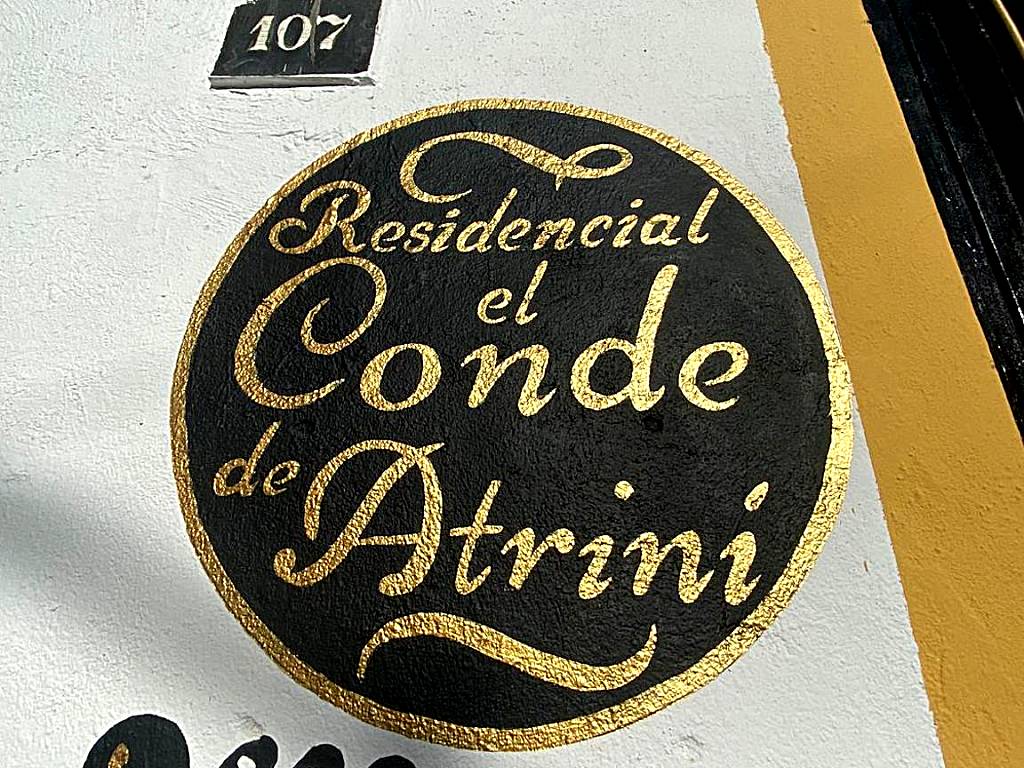 107
Residencial
el
Conde
de Atrini